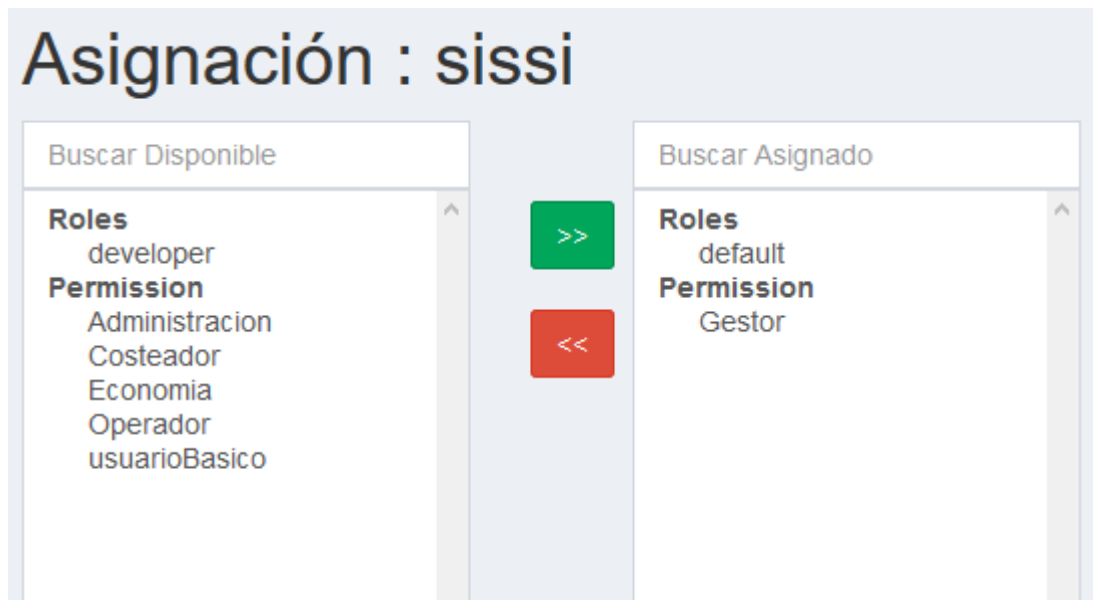 Asignación : sissi
Buscar Disponible
Roles
developer
Permission
Administracion
Costeador
Economia
Operador
usuarioBasico
>>
<<
Buscar Asignado
Roles
default
Permission
Gestor